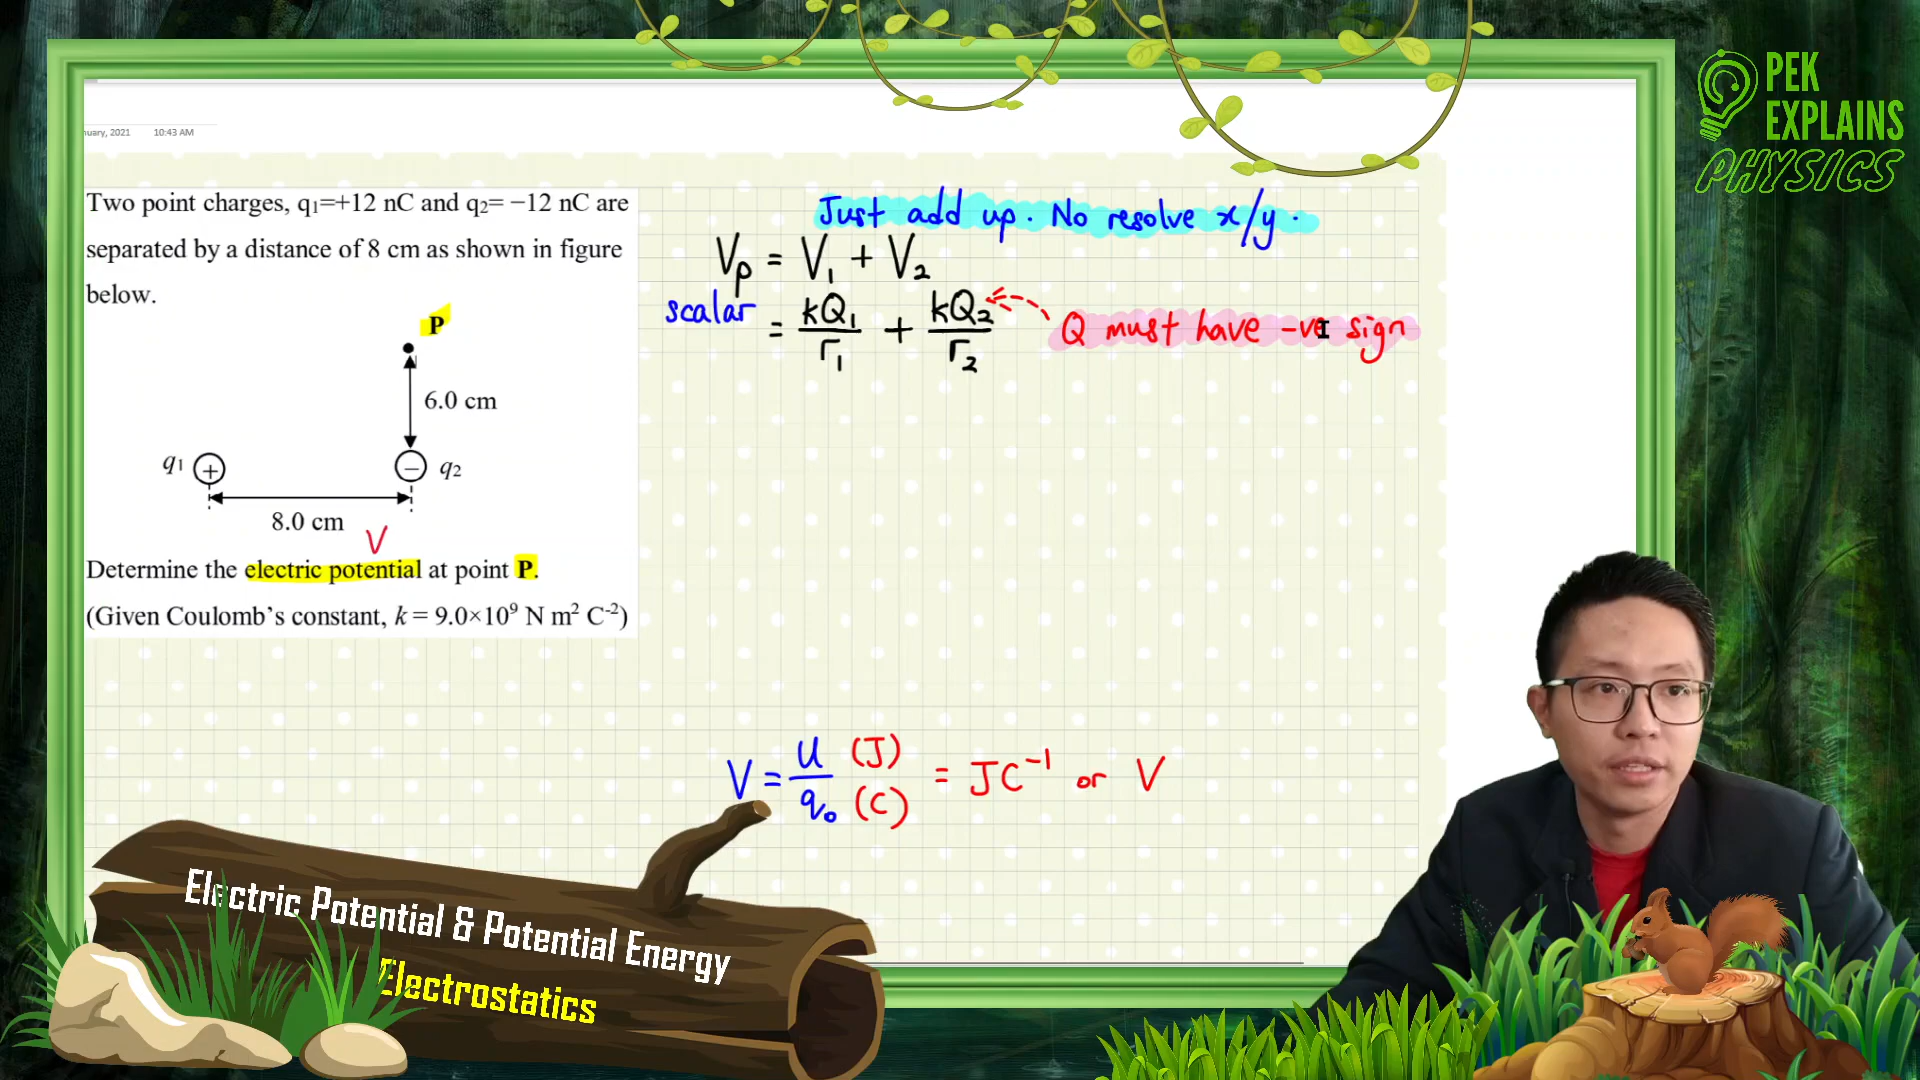 PEK
EXPLAINS
PHYSICS
10:43 AM
Two point charges, q1=+12 nC and q2= −12 nC are
separated by a distance of 8 cm as shown in figure
below.
P
6.0 cm
q1 + − q2
8.0 cm
V
Determine the electric potential at point P.
(Given Coulomb's constant, k = 9.0×10⁹ N m² C⁻²)
Just add up. No resolve x/y.
Vp = V1 + V2
scalar = kQ1/r1 + kQ2/r2
Q must have -ve sign
V = U (J) / q0 (C) = JC⁻¹ or V
Electric Potential & Potential Energy
Electrostatics